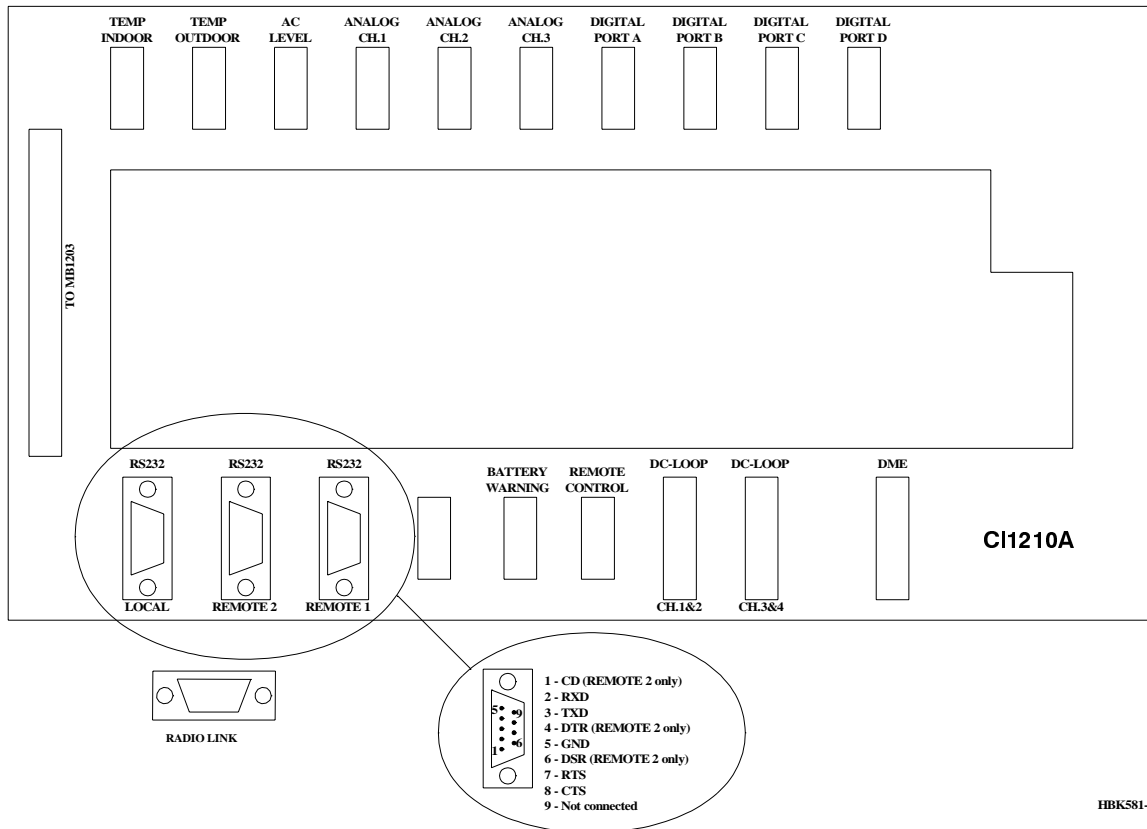 TEMP INDOOR
TEMP OUTDOOR
AC LEVEL
ANALOG CH.1
ANALOG CH.2
ANALOG CH.3
DIGITAL PORT A
DIGITAL PORT B
DIGITAL PORT C
DIGITAL PORT D
TO MB1203
RS232
RS232
RS232
BATTERY WARNING
REMOTE CONTROL
DC-LOOP
DC-LOOP
DME
CI1210A
LOCAL
REMOTE 2
REMOTE 1
CH.1&2
CH.3&4
RADIO LINK
5
9
1
6
1 - CD (REMOTE 2 only)
2 - RXD
3 - TXD
4 - DTR (REMOTE 2 only)
5 - GND
6 - DSR (REMOTE 2 only)
7 - RTS
8 - CTS
9 - Not connected
HBK581-